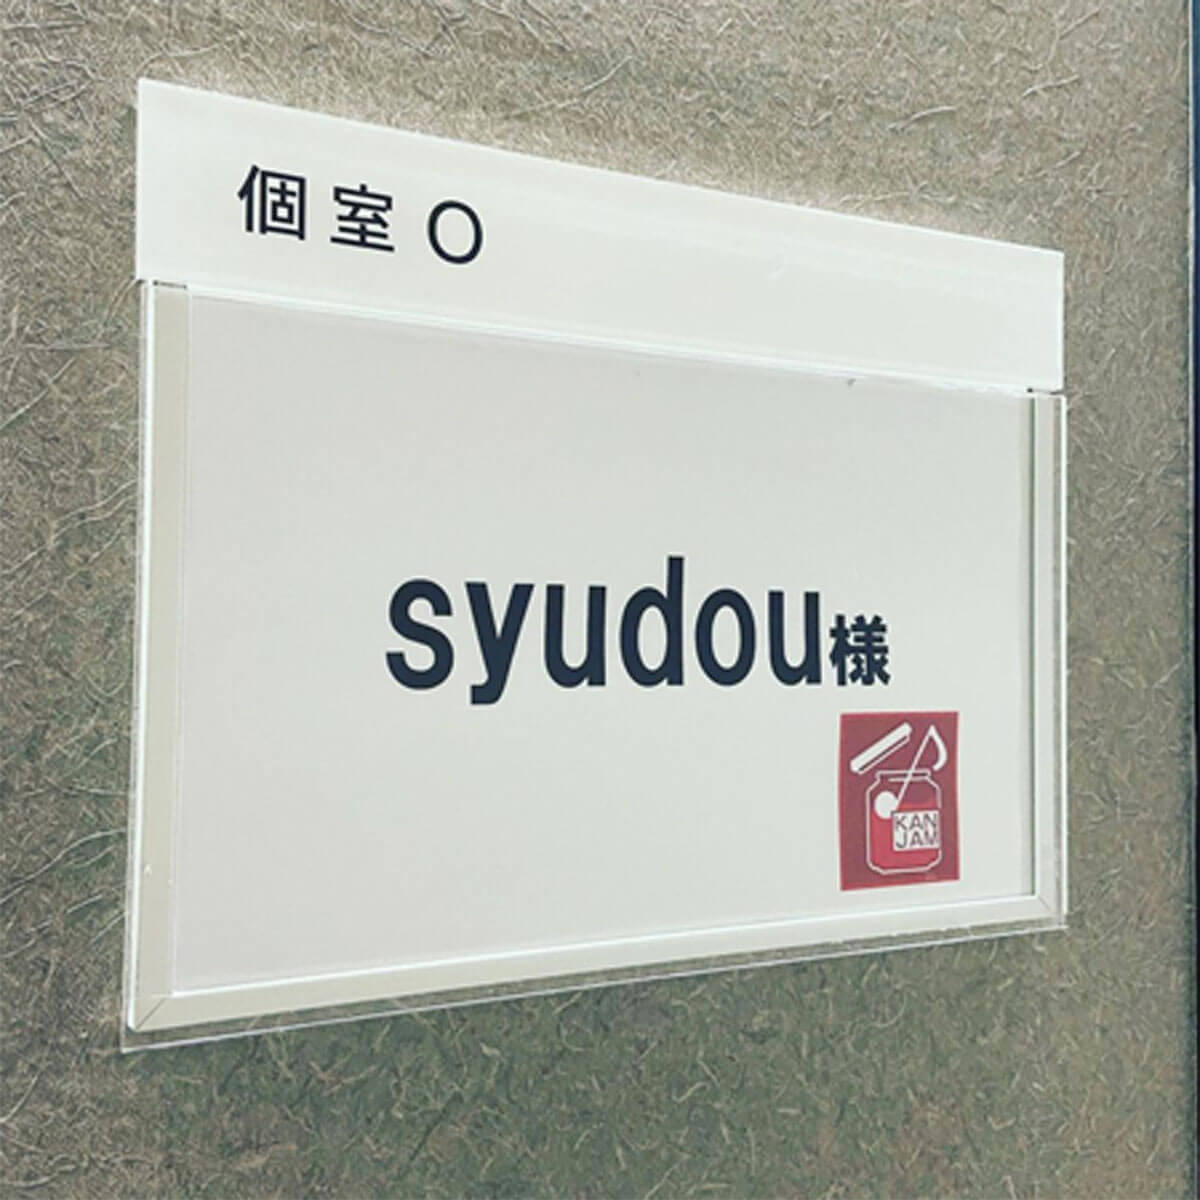 個室 O
syudou様
KAN
JAM